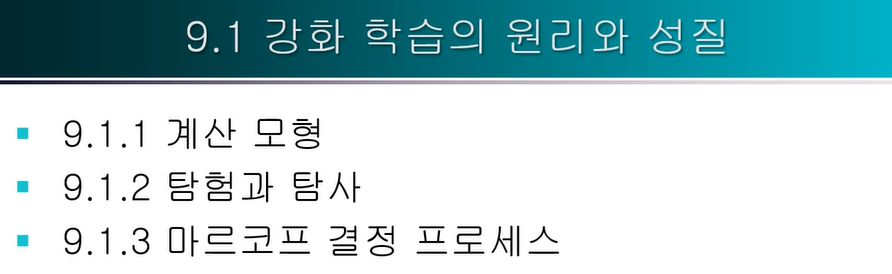 9.1 강화 학습의 원리와 성질
▪ 9.1.1 계산 모형
▪ 9.1.2 탐험과 탐사
▪ 9.1.3 마르코프 결정 프로세스